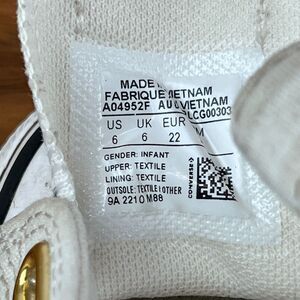 MADE
FABRIQUE VIETNAM
A04952F AU VIETNAM
LCG00303
US UK EUR
6 6 22 M
GENDER: INFANT
UPPER: TEXTILE
LINING: TEXTILE
OUTSOLE: TEXTILE | OTHER
9A 2210 M88
CONVERSE